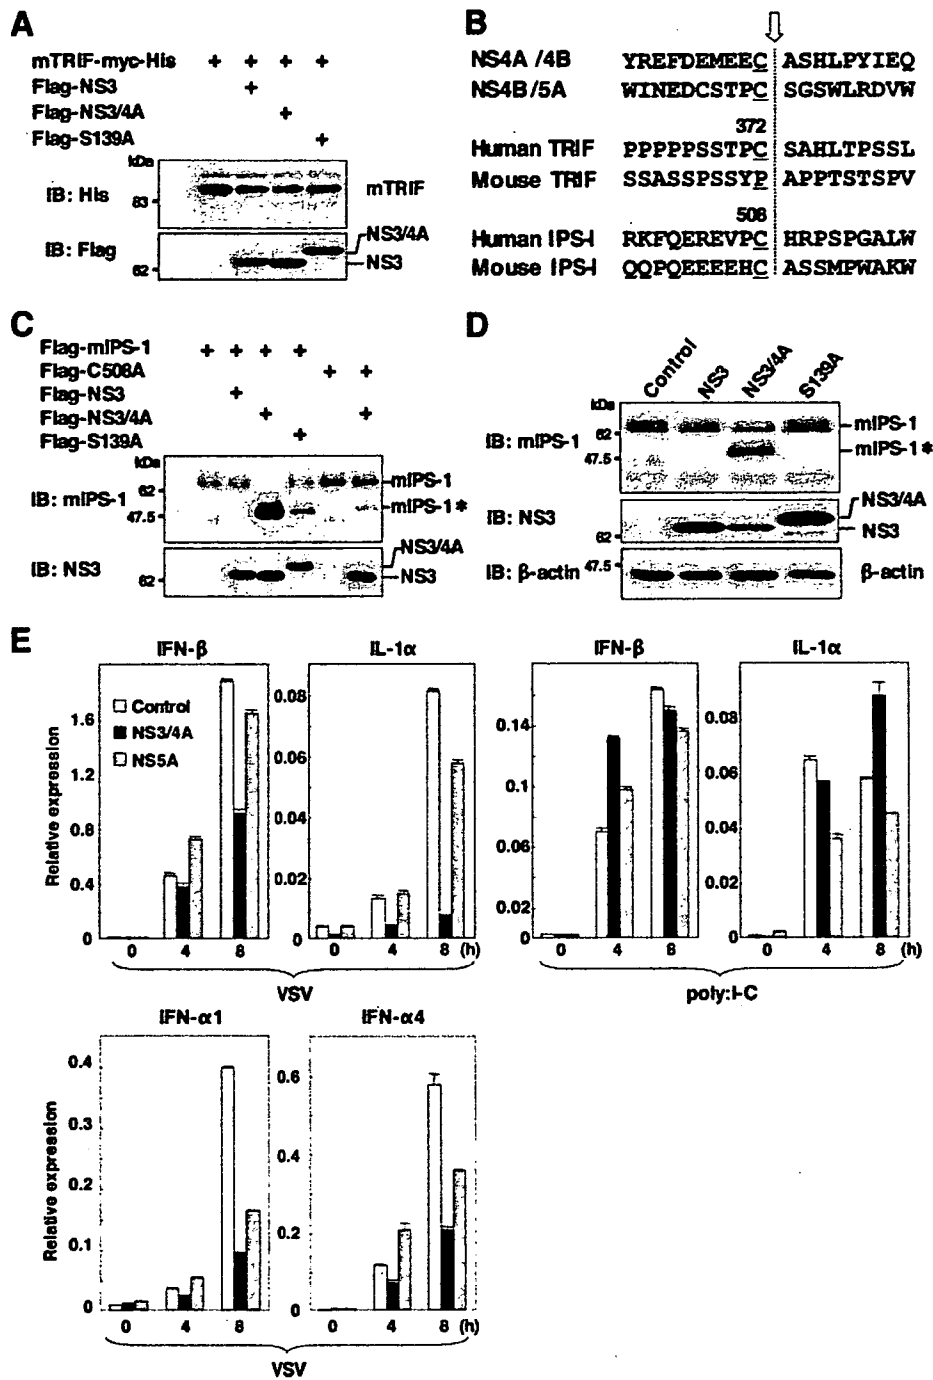 A
mTRIF-myc-His + + + +
Flag-NS3 +
Flag-NS3/4A +
Flag-S139A +
kDa
IB: His
83
mTRIF
IB: Flag
62
NS3/4A
NS3
B
NS4A /4B YREFDEMEEC ASHLPYIEQ
NS4B/5A WINEDCSTPC SGSWLRDVW
372
Human TRIF PPPPPSSTPC SAHLTPSSL
Mouse TRIF SSASSPSSYP APPTSTSPV
508
Human IPS-I RKFQEREVPC HRPSPGALW
Mouse IPS-I QQPQEEEEHC ASSMPWAKW
C
Flag-mIPS-1 + + + +
Flag-C508A + +
Flag-NS3 +
Flag-NS3/4A + +
Flag-S139A +
kDa
IB: mIPS-1
62
47.5
mIPS-1
mIPS-1*
IB: NS3
62
NS3/4A
NS3
D
Control NS3 NS3/4A S139A
kDa
IB: mIPS-1
62
47.5
mIPS-1
mIPS-1*
IB: NS3
62
NS3/4A
NS3
IB: β-actin
47.5
β-actin
E
IFN-β IL-1α IFN-β IL-1α
Control
NS3/4A
NS5A
Relative expression
1.6
1.2
0.8
0.4
0
0.08
0.06
0.04
0.02
0
0.14
0.1
0.06
0.02
0
0.08
0.06
0.04
0.02
0
0 4 8 0 4 8 (h) 0 4 8 0 4 8 (h)
VSV poly:I-C
IFN-α1 IFN-α4
Relative expression
0.4
0.3
0.2
0.1
0
0.6
0.4
0.2
0
0 4 8 0 4 8 (h)
VSV